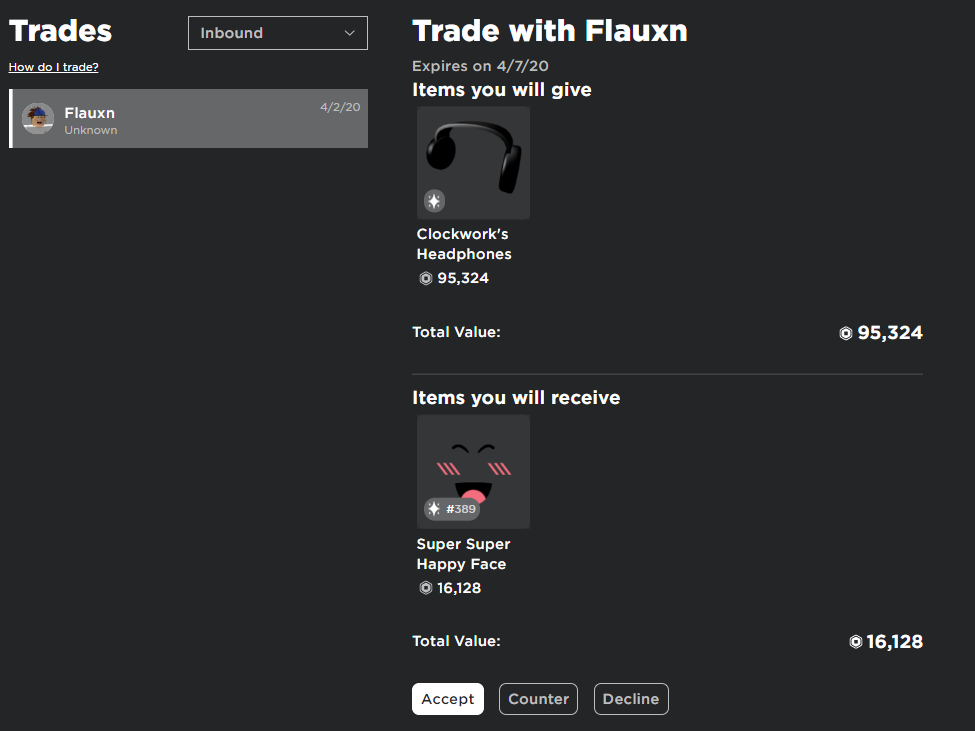 Trades
Inbound
How do I trade?
Flauxn
4/2/20
Unknown
Trade with Flauxn
Expires on 4/7/20
Items you will give
Clockwork's
Headphones
95,324
Total Value:
95,324
Items you will receive
#389
Super Super
Happy Face
16,128
Total Value:
16,128
Accept
Counter
Decline